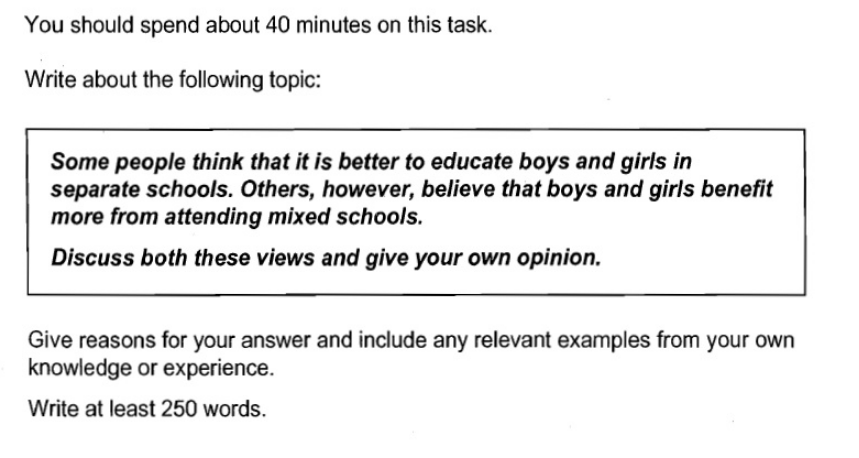 You should spend about 40 minutes on this task.
Write about the following topic:
Some people think that it is better to educate boys and girls in
separate schools. Others, however, believe that boys and girls benefit
more from attending mixed schools.
Discuss both these views and give your own opinion.
Give reasons for your answer and include any relevant examples from your own
knowledge or experience.
Write at least 250 words.